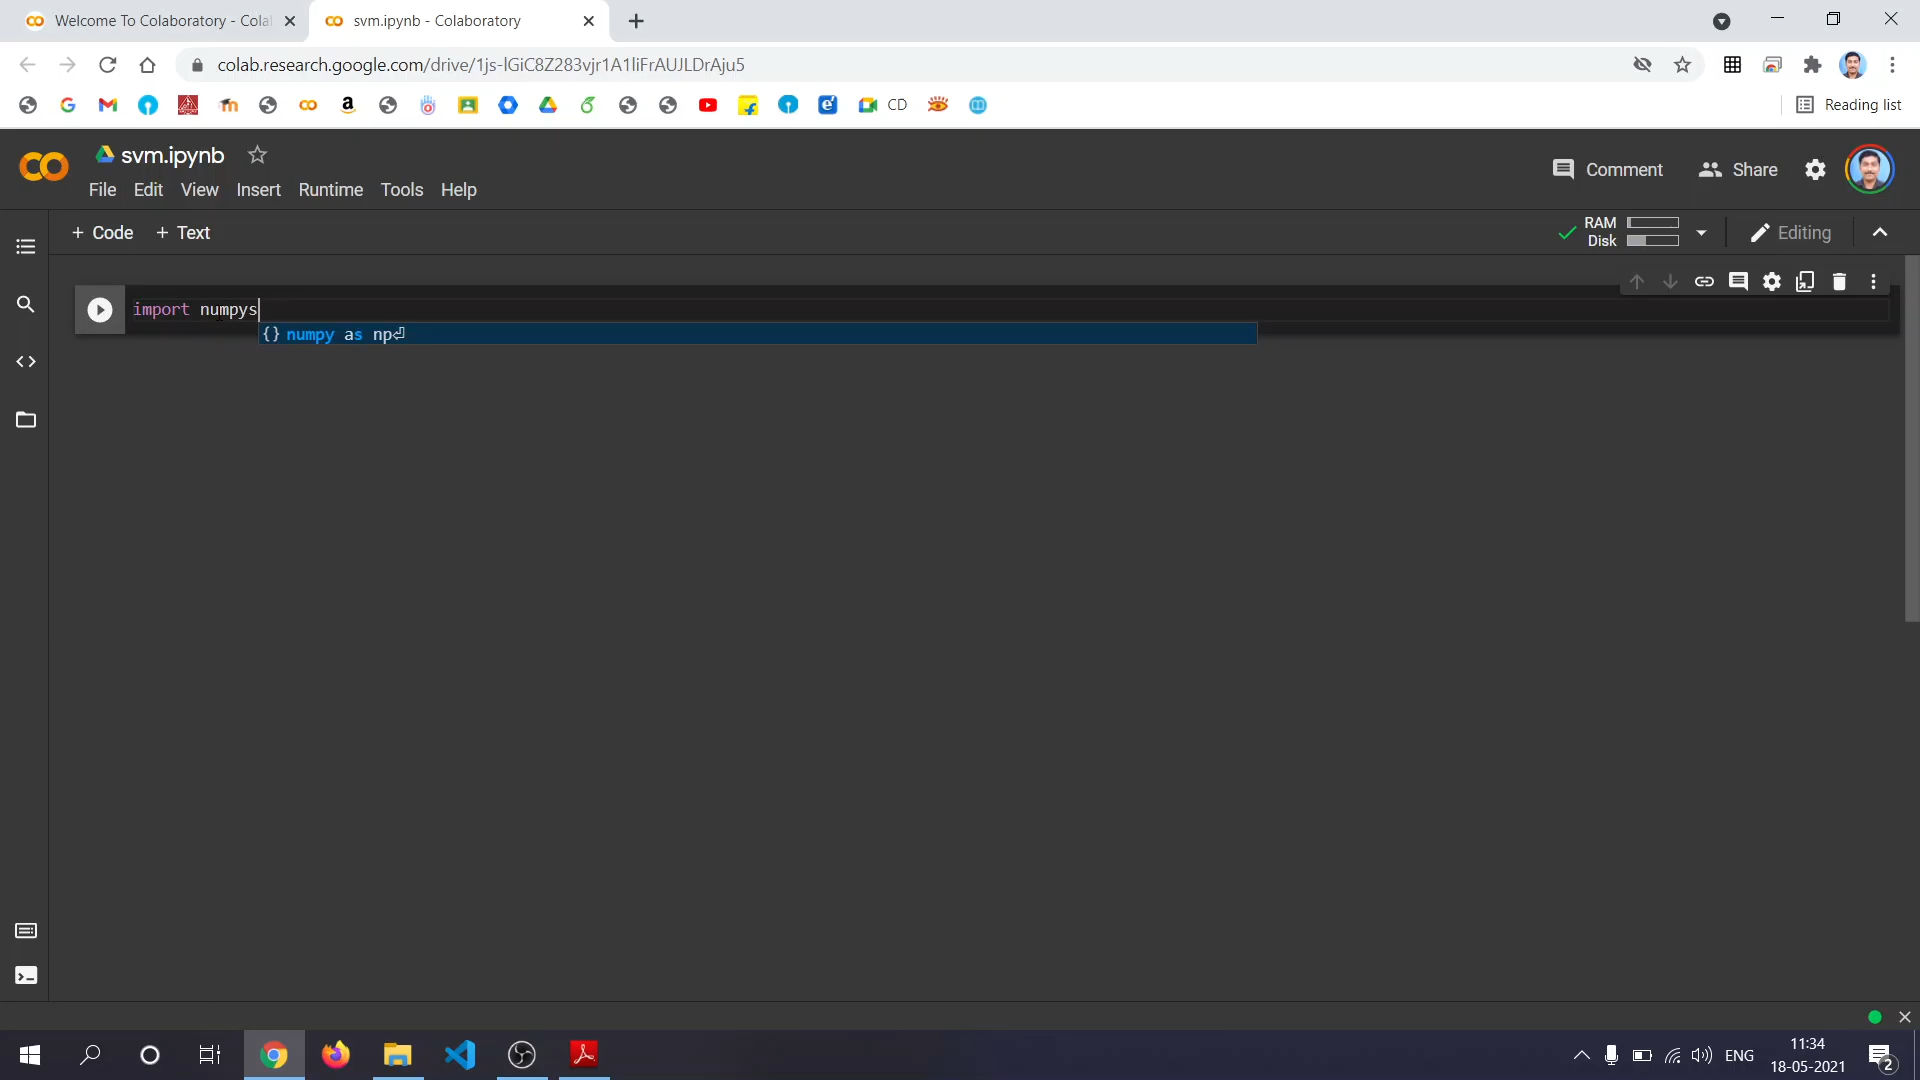 Welcome To Colaboratory - Cola
svm.ipynb - Colaboratory
colab.research.google.com/drive/1js-lGiC8Z283vjr1A1liFrAUJLDrAju5
CD
Reading list
svm.ipynb
File Edit View Insert Runtime Tools Help
Comment
Share
+ Code + Text
RAM
Disk
Editing
import numpys
{} numpy as np⏎
ENG
11:34
18-05-2021
2